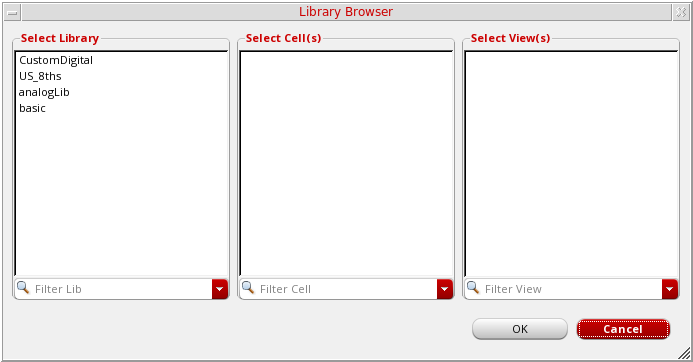 Library Browser
Select Library
Select Cell(s)
Select View(s)
CustomDigital
US_8ths
analogLib
basic
Filter Lib
Filter Cell
Filter View
OK
Cancel